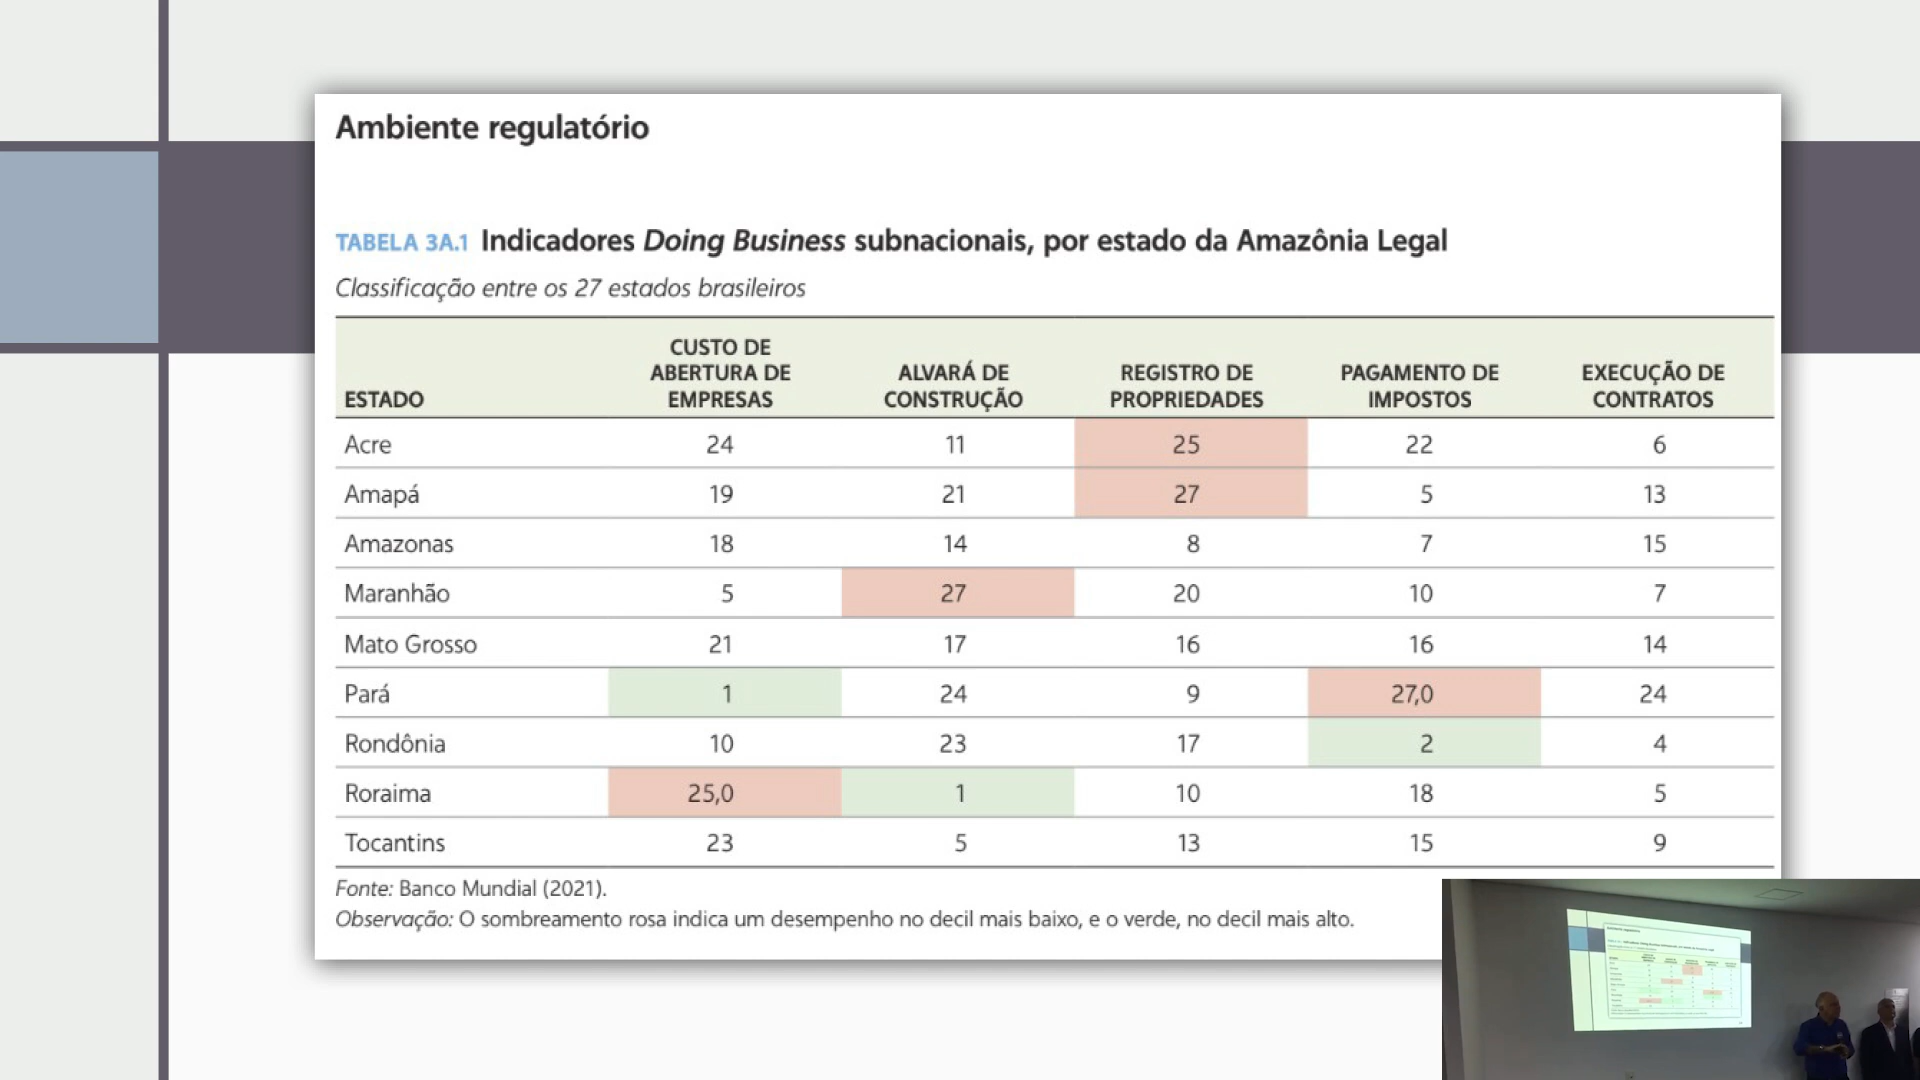 Ambiente regulatório
TABELA 3A.1 Indicadores Doing Business subnacionais, por estado da Amazônia Legal
Classificação entre os 27 estados brasileiros
ESTADO CUSTO DE ABERTURA DE EMPRESAS ALVARÁ DE CONSTRUÇÃO REGISTRO DE PROPRIEDADES PAGAMENTO DE IMPOSTOS EXECUÇÃO DE CONTRATOS
Acre 24 11 25 22 6
Amapá 19 21 27 5 13
Amazonas 18 14 8 7 15
Maranhão 5 27 20 10 7
Mato Grosso 21 17 16 16 14
Pará 1 24 9 27,0 24
Rondônia 10 23 17 2 4
Roraima 25,0 1 10 18 5
Tocantins 23 5 13 15 9
Fonte: Banco Mundial (2021).
Observação: O sombreamento rosa indica um desempenho no decil mais baixo, e o verde, no decil mais alto.